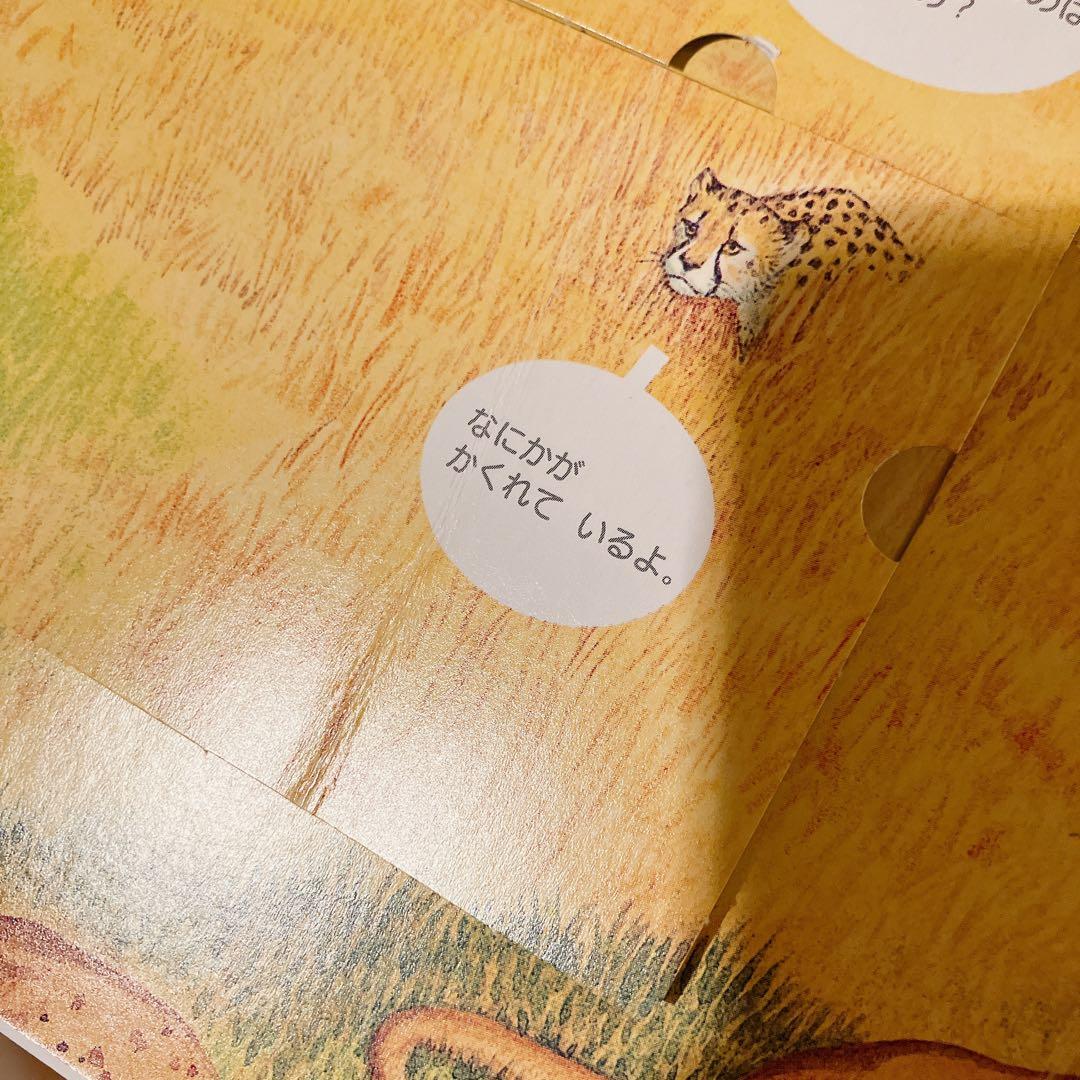 なにかが
かくれて いるよ。